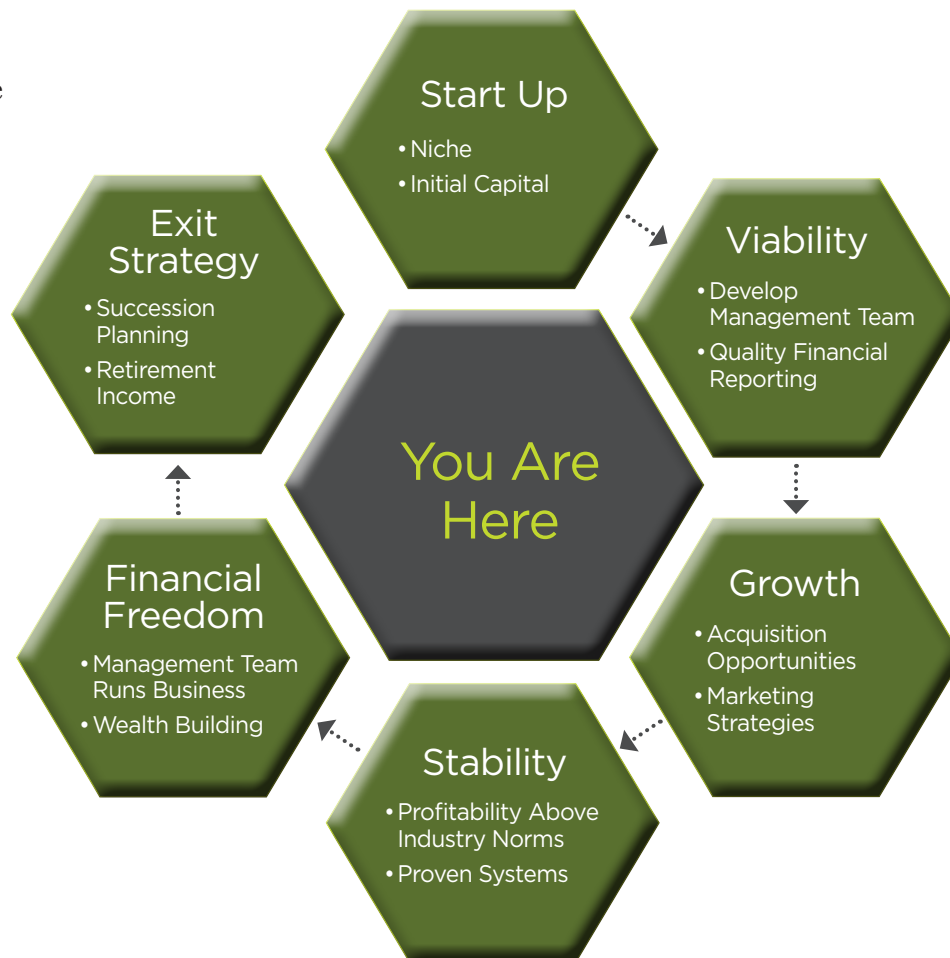 e
Start Up
• Niche
• Initial Capital
Viability
• Develop
Management Team
• Quality Financial
Reporting
Growth
• Acquisition
Opportunities
• Marketing
Strategies
Stability
• Profitability Above
Industry Norms
• Proven Systems
Financial
Freedom
• Management Team
Runs Business
• Wealth Building
Exit
Strategy
• Succession
Planning
• Retirement
Income
You Are
Here